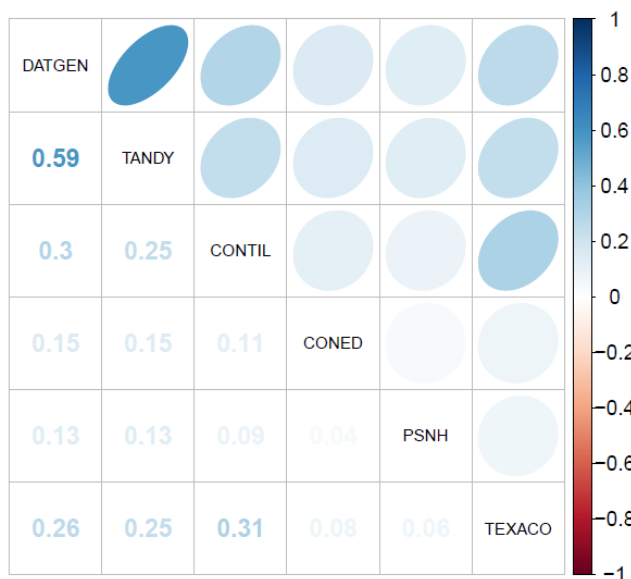 DATGEN
0.59 TANDY
0.3 0.25 CONTIL
0.15 0.15 0.11 CONED
0.13 0.13 0.09 0.04 PSNH
0.26 0.25 0.31 0.08 0.06 TEXACO
1
0.8
0.6
0.4
0.2
0
−0.2
−0.4
−0.6
−0.8
−1